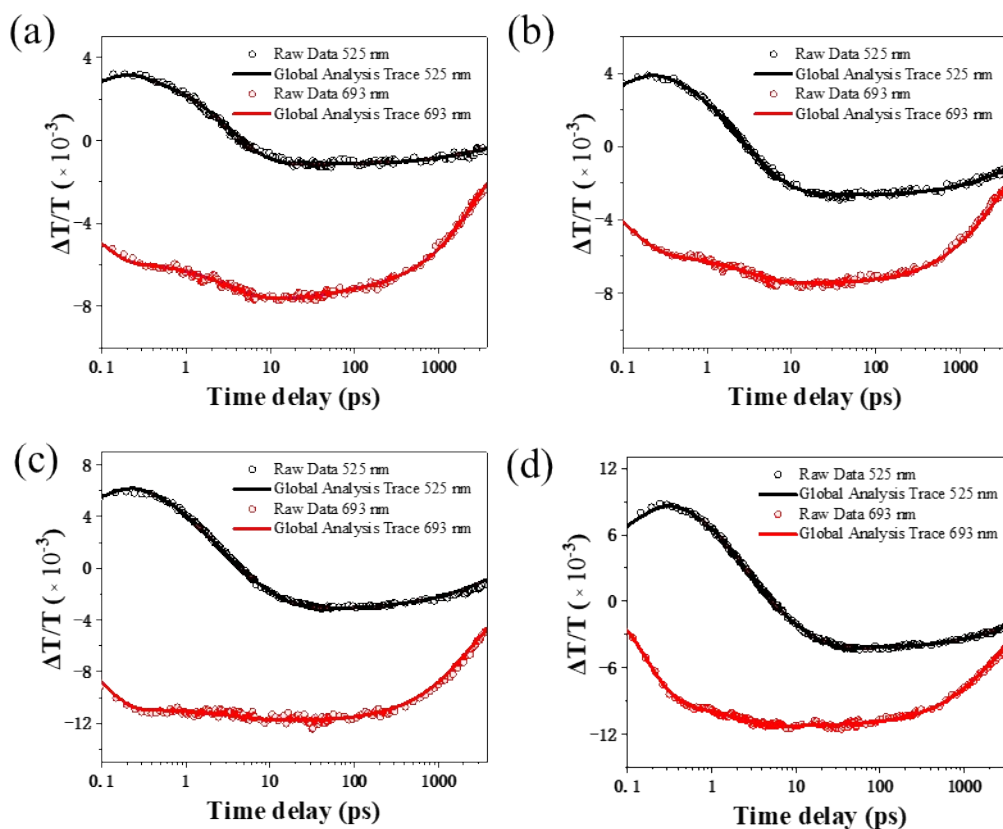 (a)
Raw Data 525 nm
Global Analysis Trace 525 nm
Raw Data 693 nm
Global Analysis Trace 693 nm
4
0
−4
−8
ΔT/T ( × 10⁻³)
0.1 1 10 100 1000
Time delay (ps)
(b)
Raw Data 525 nm
Global Analysis Trace 525 nm
Raw Data 693 nm
Global Analysis Trace 693 nm
4
0
−4
−8
ΔT/T ( × 10⁻³)
0.1 1 10 100 1000
Time delay (ps)
(c)
Raw Data 525 nm
Global Analysis Trace 525 nm
Raw Data 693 nm
Global Analysis Trace 693 nm
8
4
0
−4
−8
−12
ΔT/T ( × 10⁻³)
0.1 1 10 100 1000
Time delay (ps)
(d)
Raw Data 525 nm
Global Analysis Trace 525 nm
Raw Data 693 nm
Global Analysis Trace 693 nm
12
6
0
−6
−12
ΔT/T ( × 10⁻³)
0.1 1 10 100 1000
Time delay (ps)